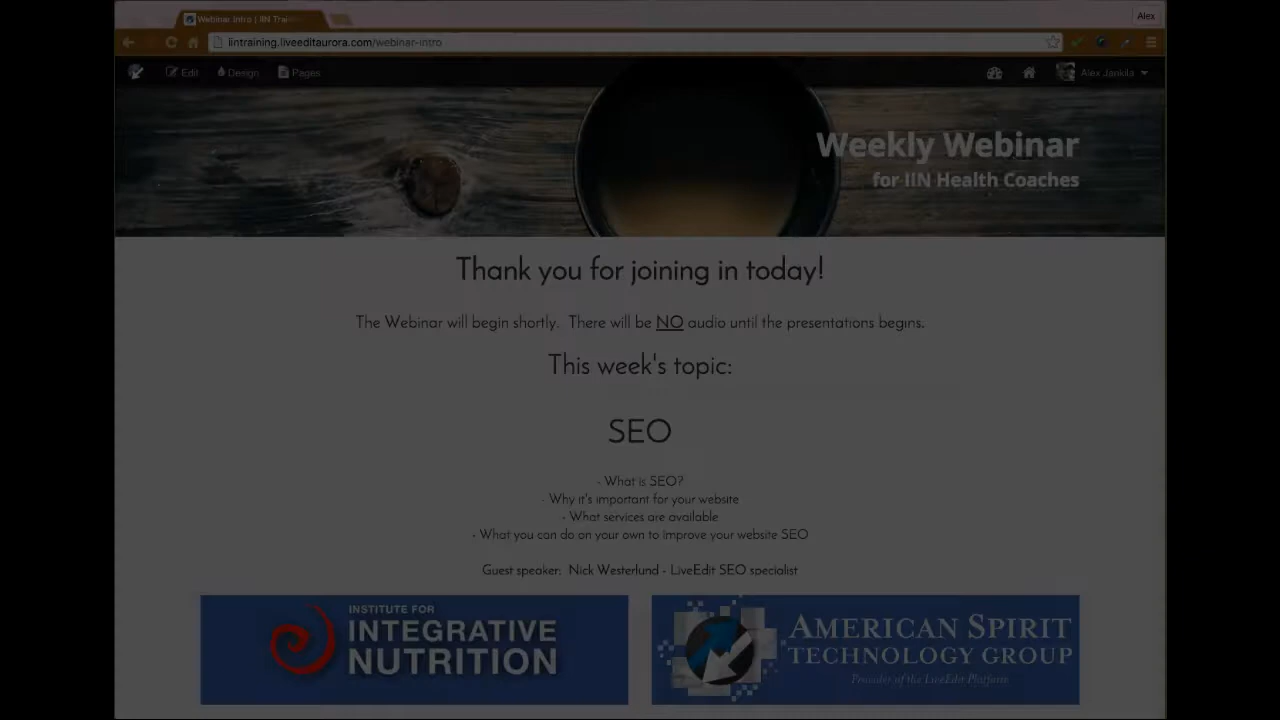 Webinar Intro | IIN Trai
Alex
iintraining.liveeditaurora.com/webinar-intro
Edit
Design
Pages
Alex Jankila
Weekly Webinar
for IIN Health Coaches
Thank you for joining in today!
The Webinar will begin shortly. There will be NO audio until the presentations begins.
This week's topic:
SEO
- What is SEO?
- Why it's important for your website
- What services are available
- What you can do on your own to improve your website SEO
Guest speaker: Nick Westerlund - LiveEdit SEO specialist
INSTITUTE FOR
INTEGRATIVE
NUTRITION
AMERICAN SPIRIT
TECHNOLOGY GROUP
Provider of the LiveEdit Platform